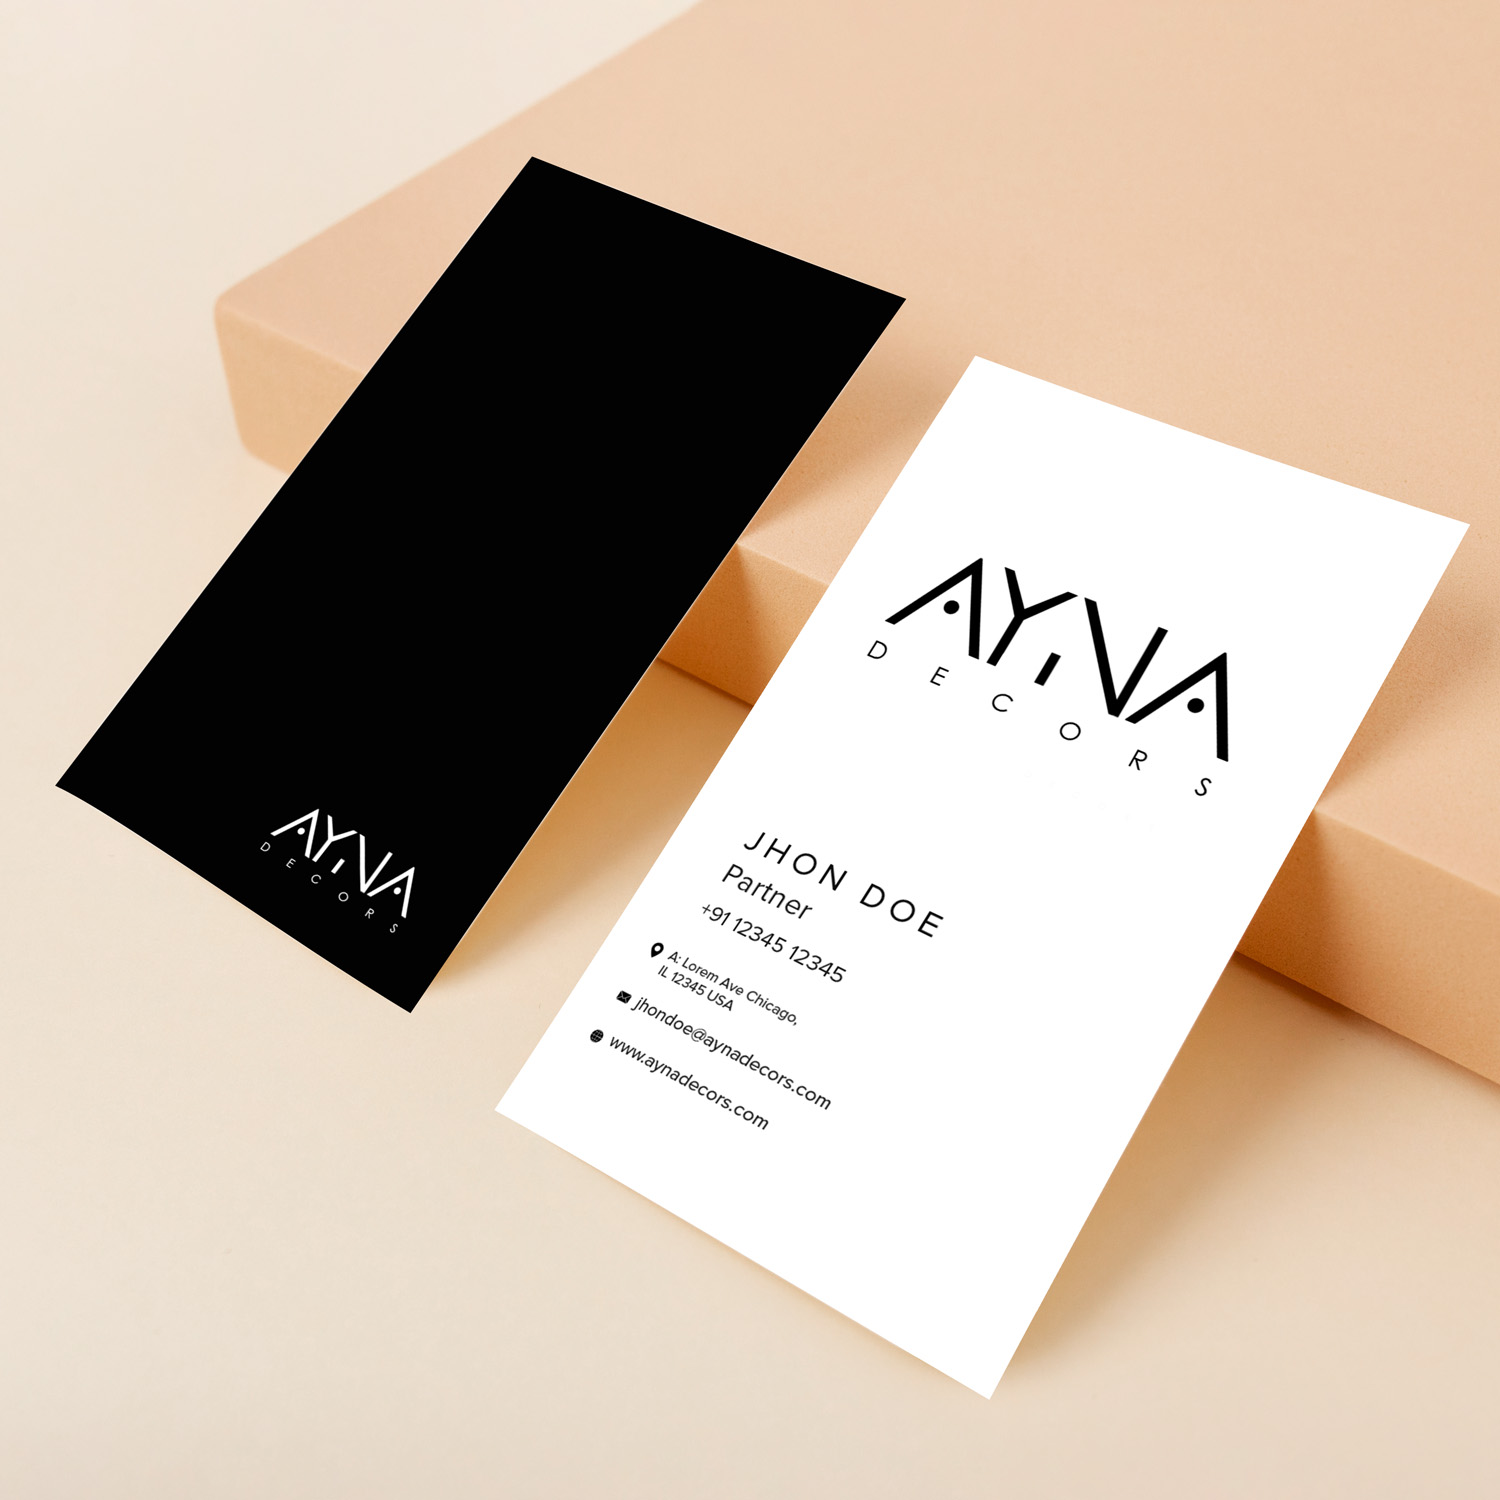 AYNA
DECORS
AYNA
DECORS
JHON DOE
Partner
+91 12345 12345
A: Lorem Ave Chicago,
IL 12345 USA
jhondoe@aynadecors.com
www.aynadecors.com